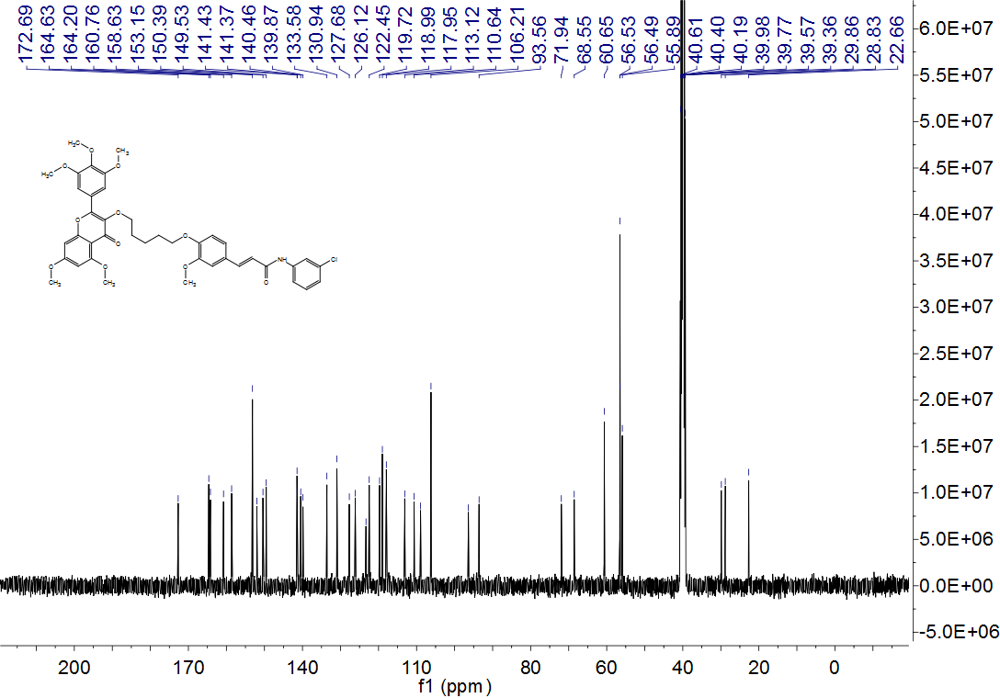 172.69
164.63
164.20
160.76
158.63
153.15
150.39
149.53
141.43
141.37
140.46
139.87
133.58
130.94
127.68
126.12
122.45
119.72
118.99
117.95
113.12
110.64
106.21
93.56
71.94
68.55
60.65
56.53
56.49
55.89
40.61
40.40
40.19
39.98
39.77
39.57
39.36
29.86
28.83
22.66
6.0E+07
5.5E+07
5.0E+07
4.5E+07
4.0E+07
3.5E+07
3.0E+07
2.5E+07
2.0E+07
1.5E+07
1.0E+07
5.0E+06
0.0E+00
-5.0E+06
H₃C
O
CH₃
O
O
H₃C
O
O
O
O
O
CH₃
O
CH₃
O
O
CH₃
O
NH
Cl
200 170 140 110 80 60 40 20 0
f1 (ppm)